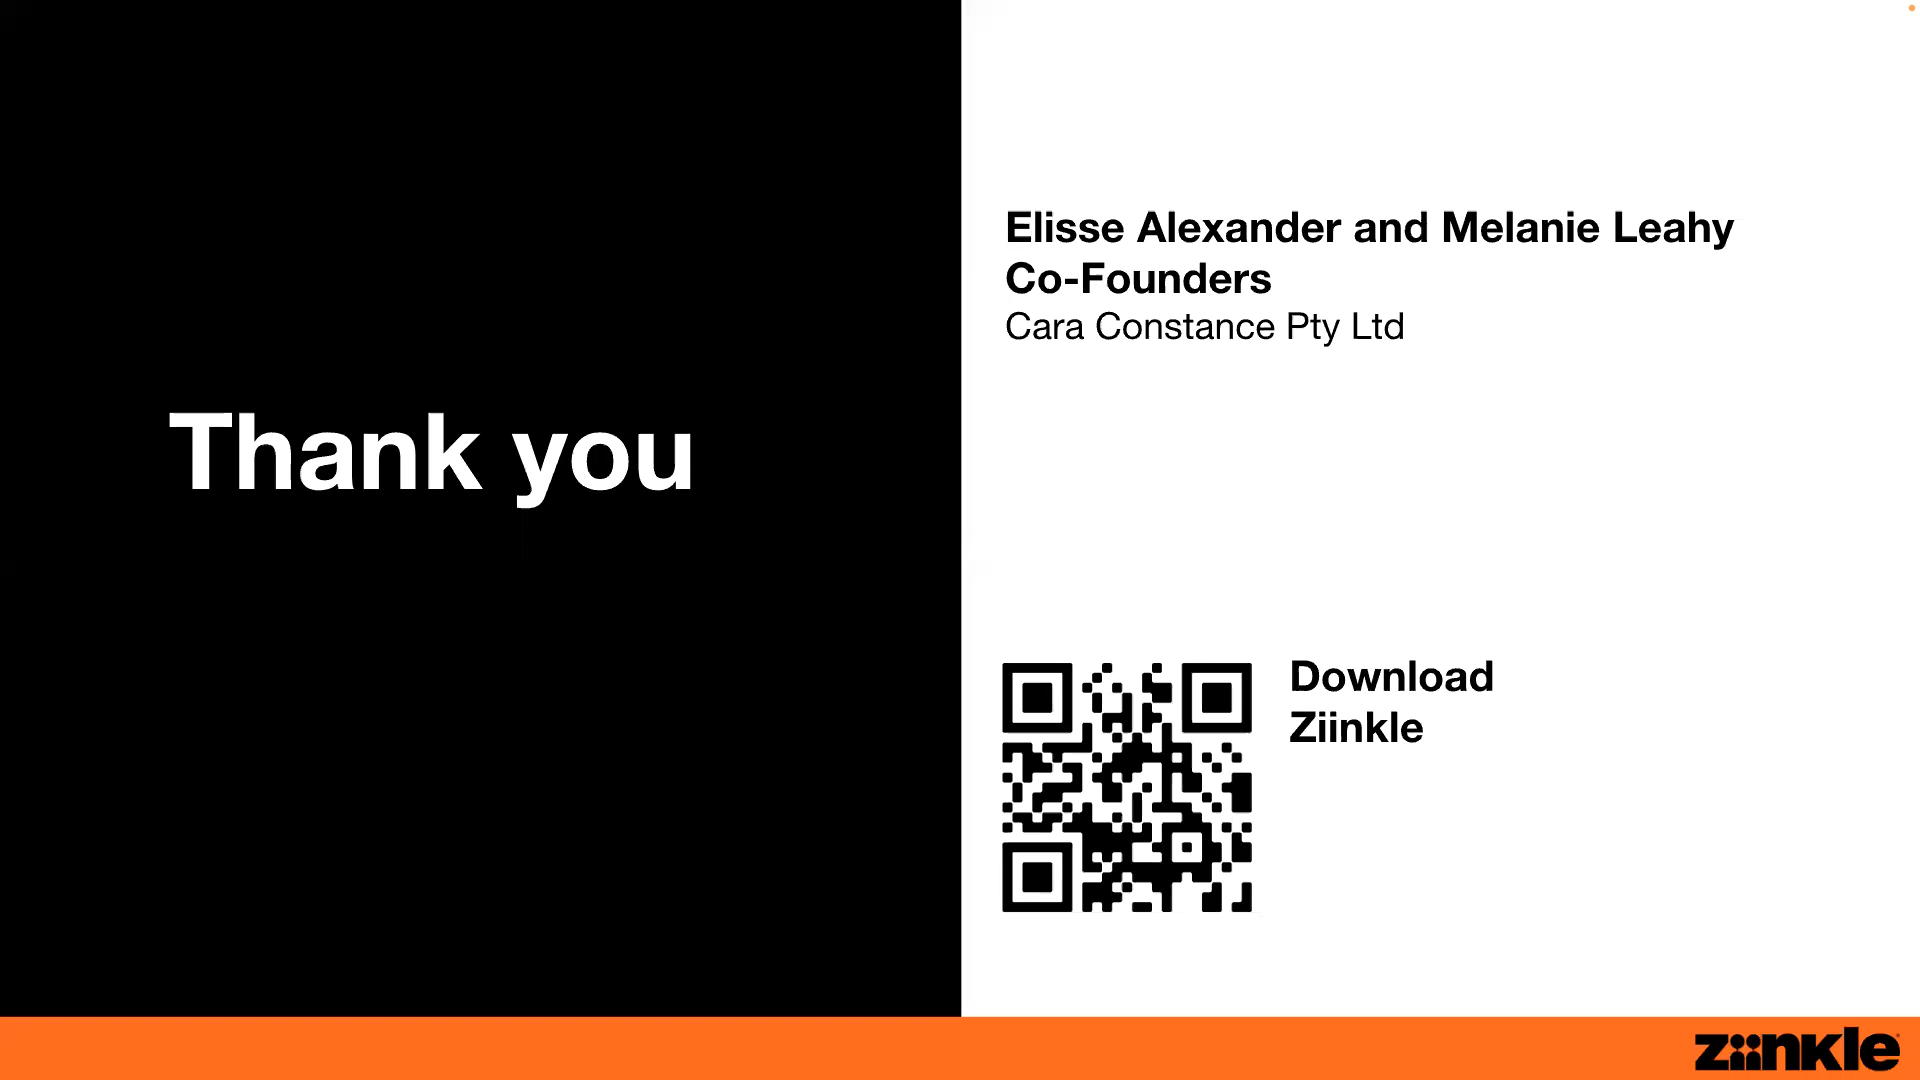 Thank you
Elisse Alexander and Melanie Leahy
Co-Founders
Cara Constance Pty Ltd
Download
Ziinkle
ziinkle